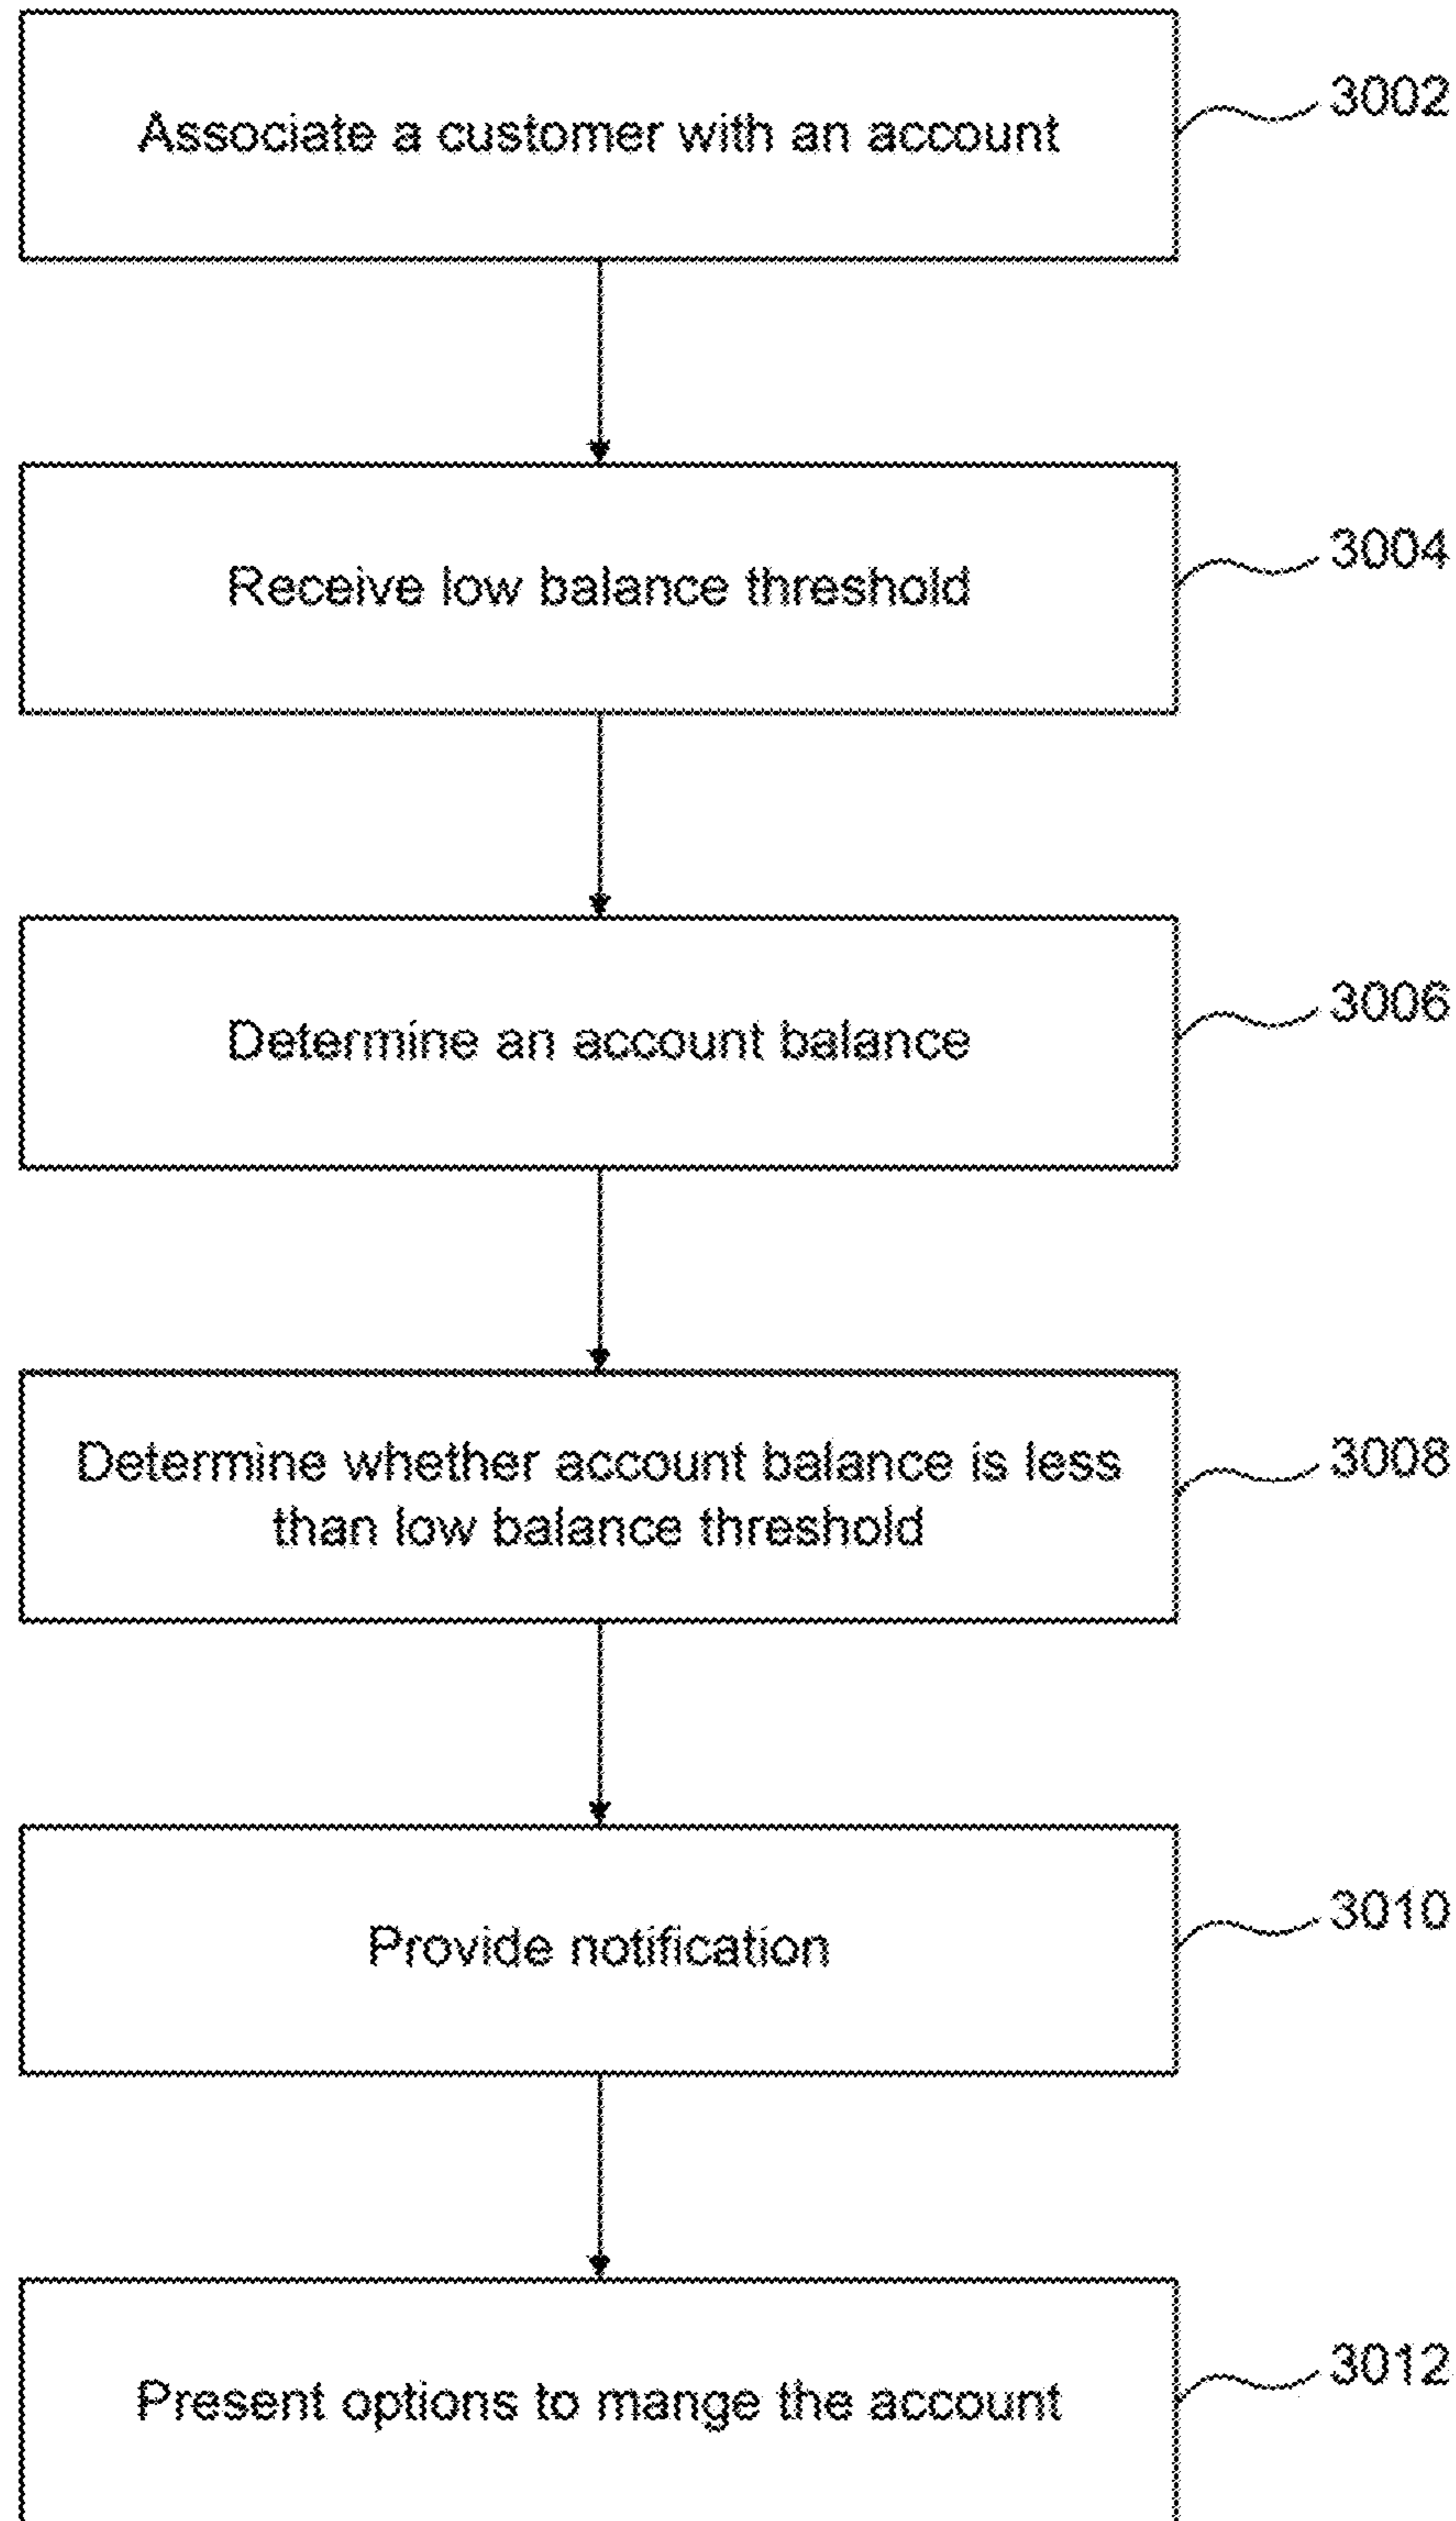 Associate a customer with an account
3002
Receive low balance threshold
3004
Determine an account balance
3006
Determine whether account balance is less
than low balance threshold
3008
Provide notification
3010
Present options to mange the account
3012